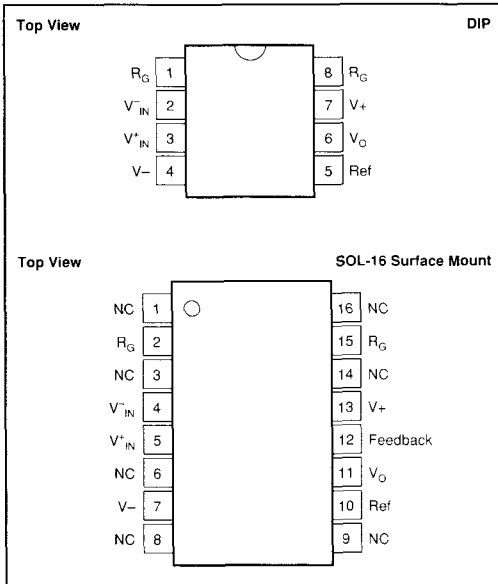 Top View DIP
R_G 1 8 R_G
V⁻_IN 2 7 V+
V⁺_IN 3 6 V_O
V– 4 5 Ref
Top View SOL-16 Surface Mount
NC 1 16 NC
R_G 2 15 R_G
NC 3 14 NC
V⁻_IN 4 13 V+
V⁺_IN 5 12 Feedback
NC 6 11 V_O
V– 7 10 Ref
NC 8 9 NC